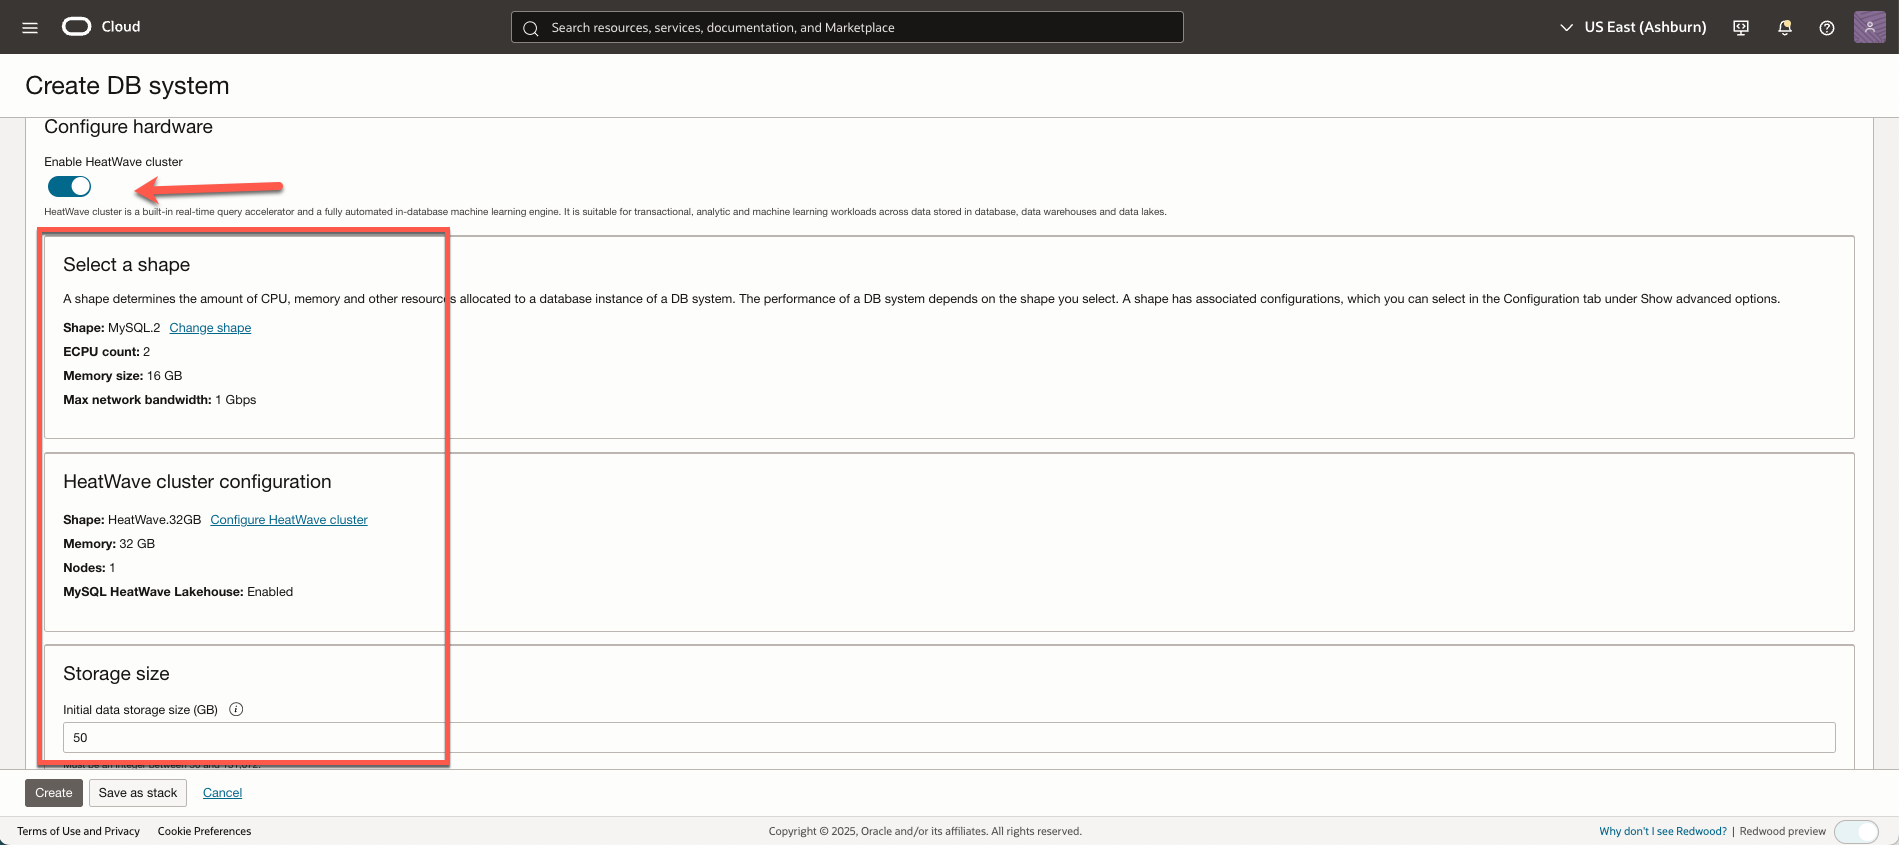 Cloud
Search resources, services, documentation, and Marketplace
US East (Ashburn)
Create DB system
Configure hardware
Enable HeatWave cluster
HeatWave cluster is a built-in real-time query accelerator and a fully automated in-database machine learning engine. It is suitable for transactional, analytic and machine learning workloads across data stored in database, data warehouses and data lakes.
Select a shape
A shape determines the amount of CPU, memory and other resources allocated to a database instance of a DB system. The performance of a DB system depends on the shape you select. A shape has associated configurations, which you can select in the Configuration tab under Show advanced options.
Shape: MySQL.2 Change shape
ECPU count: 2
Memory size: 16 GB
Max network bandwidth: 1 Gbps
HeatWave cluster configuration
Shape: HeatWave.32GB Configure HeatWave cluster
Memory: 32 GB
Nodes: 1
MySQL HeatWave Lakehouse: Enabled
Storage size
Initial data storage size (GB)
50
Must be an integer between 50 and 131,072.
Create Save as stack Cancel
Terms of Use and Privacy Cookie Preferences Copyright © 2025, Oracle and/or its affiliates. All rights reserved. Why don't I see Redwood? | Redwood preview